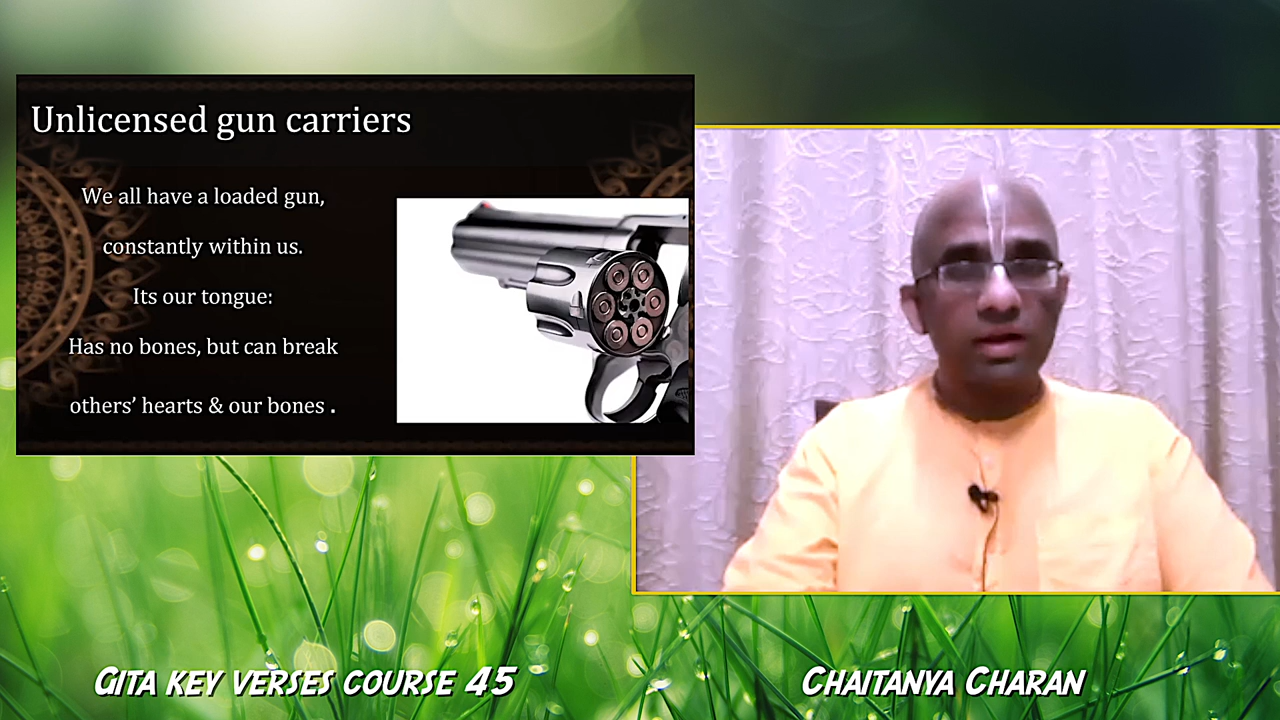 Unlicensed gun carriers
We all have a loaded gun,
constantly within us.
Its our tongue:
Has no bones, but can break
others’ hearts & our bones .
Gita key verses course 45
Chaitanya Charan